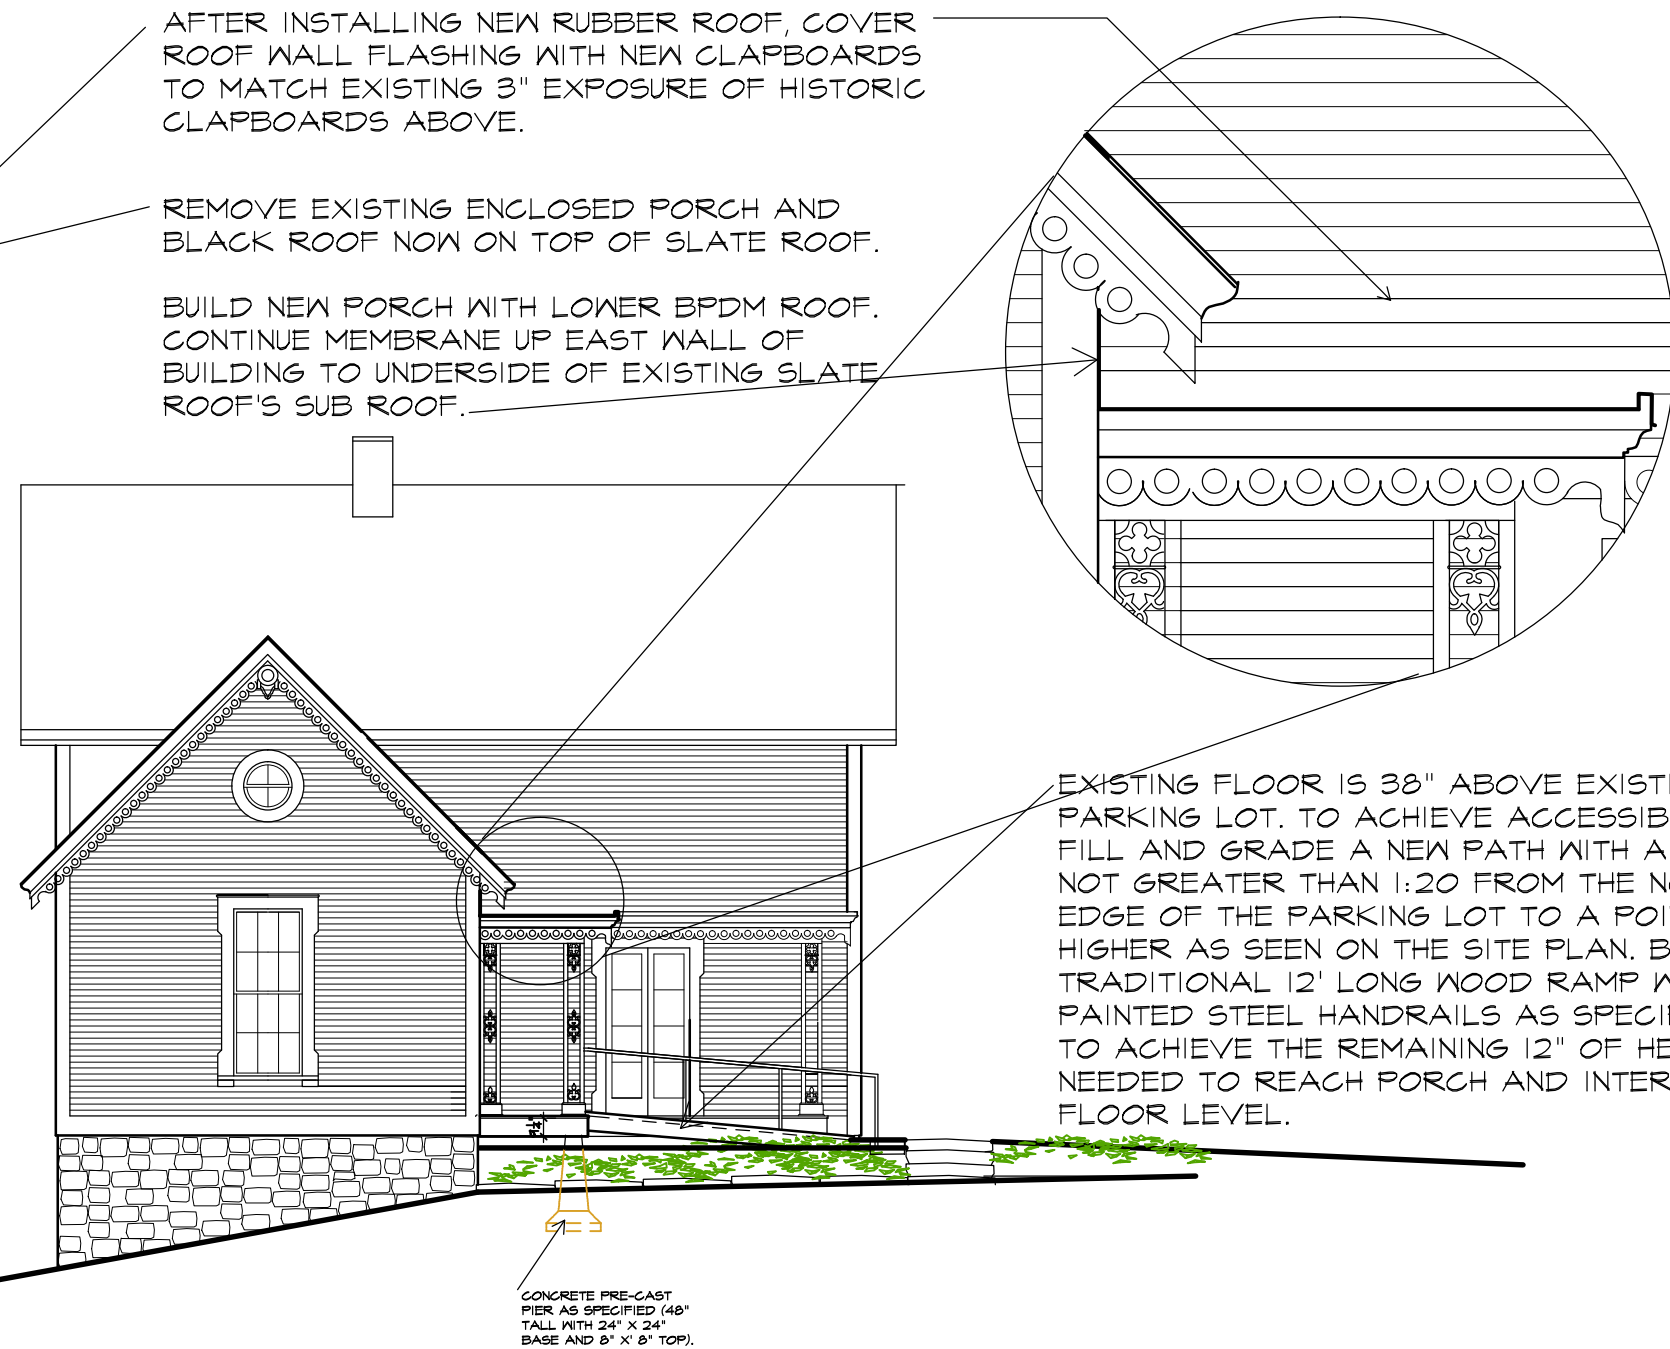 AFTER INSTALLING NEW RUBBER ROOF, COVER
ROOF WALL FLASHING WITH NEW CLAPBOARDS
TO MATCH EXISTING 3" EXPOSURE OF HISTORIC
CLAPBOARDS ABOVE.
REMOVE EXISTING ENCLOSED PORCH AND
BLACK ROOF NOW ON TOP OF SLATE ROOF.
BUILD NEW PORCH WITH LOWER BPDM ROOF.
CONTINUE MEMBRANE UP EAST WALL OF
BUILDING TO UNDERSIDE OF EXISTING SLATE
ROOF'S SUB ROOF.
EXISTING FLOOR IS 38" ABOVE EXISTI
PARKING LOT. TO ACHIEVE ACCESSIB
FILL AND GRADE A NEW PATH WITH A
NOT GREATER THAN 1:20 FROM THE NO
EDGE OF THE PARKING LOT TO A POI
HIGHER AS SEEN ON THE SITE PLAN. B
TRADITIONAL 12' LONG WOOD RAMP W
PAINTED STEEL HANDRAILS AS SPECIF
TO ACHIEVE THE REMAINING 12" OF HE
NEEDED TO REACH PORCH AND INTER
FLOOR LEVEL.
CONCRETE PRE-CAST
PIER AS SPECIFIED (48"
TALL WITH 24" X 24"
BASE AND 8" X' 8" TOP).